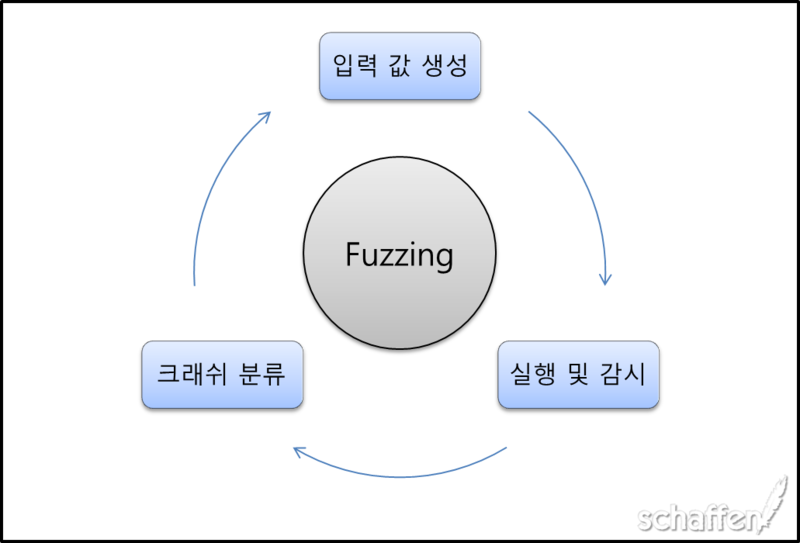 입력 값 생성
Fuzzing
크래쉬 분류
실행 및 감시
schaffen